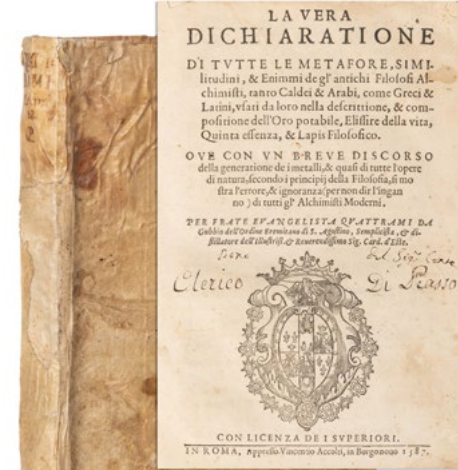 LA VERA
DICHIARATIONE
DI TVTTE LE METAFORE, SIMI-
litudini, & Enimmi de gl' antichi Filosofi Al-
chimisti, tanto Caldei & Arabi, come Greci &
Latini, vsati da loro nella descrittione, & com-
positione dell'Oro potabile, Elissire della vita,
Quinta essenza, & Lapis Filosofico.
OVE CON VN BREVE DISCORSO
della generatione de i metalli, & quasi di tutte l'opere
di natura, secondo i principij della Filosofia, si mo
stra l'errore, & ignoranza (per non dir l'ingan
no) di tutti gl' Alchimisti Moderni.
PER FRATE EVANGELISTA QVATTRAMI DA
Gubbio dell'Ordine Eremitano di S. Agostino, Semplicista, & di-
stillatore dell'Illustriss. & Reuerendissimo Sig. Card. d'Este.
Clerico Di
CON LICENZA DE I SVPERIORI.
IN ROMA, Appresso Vincentio Accolti, in Borgonouo 1587.